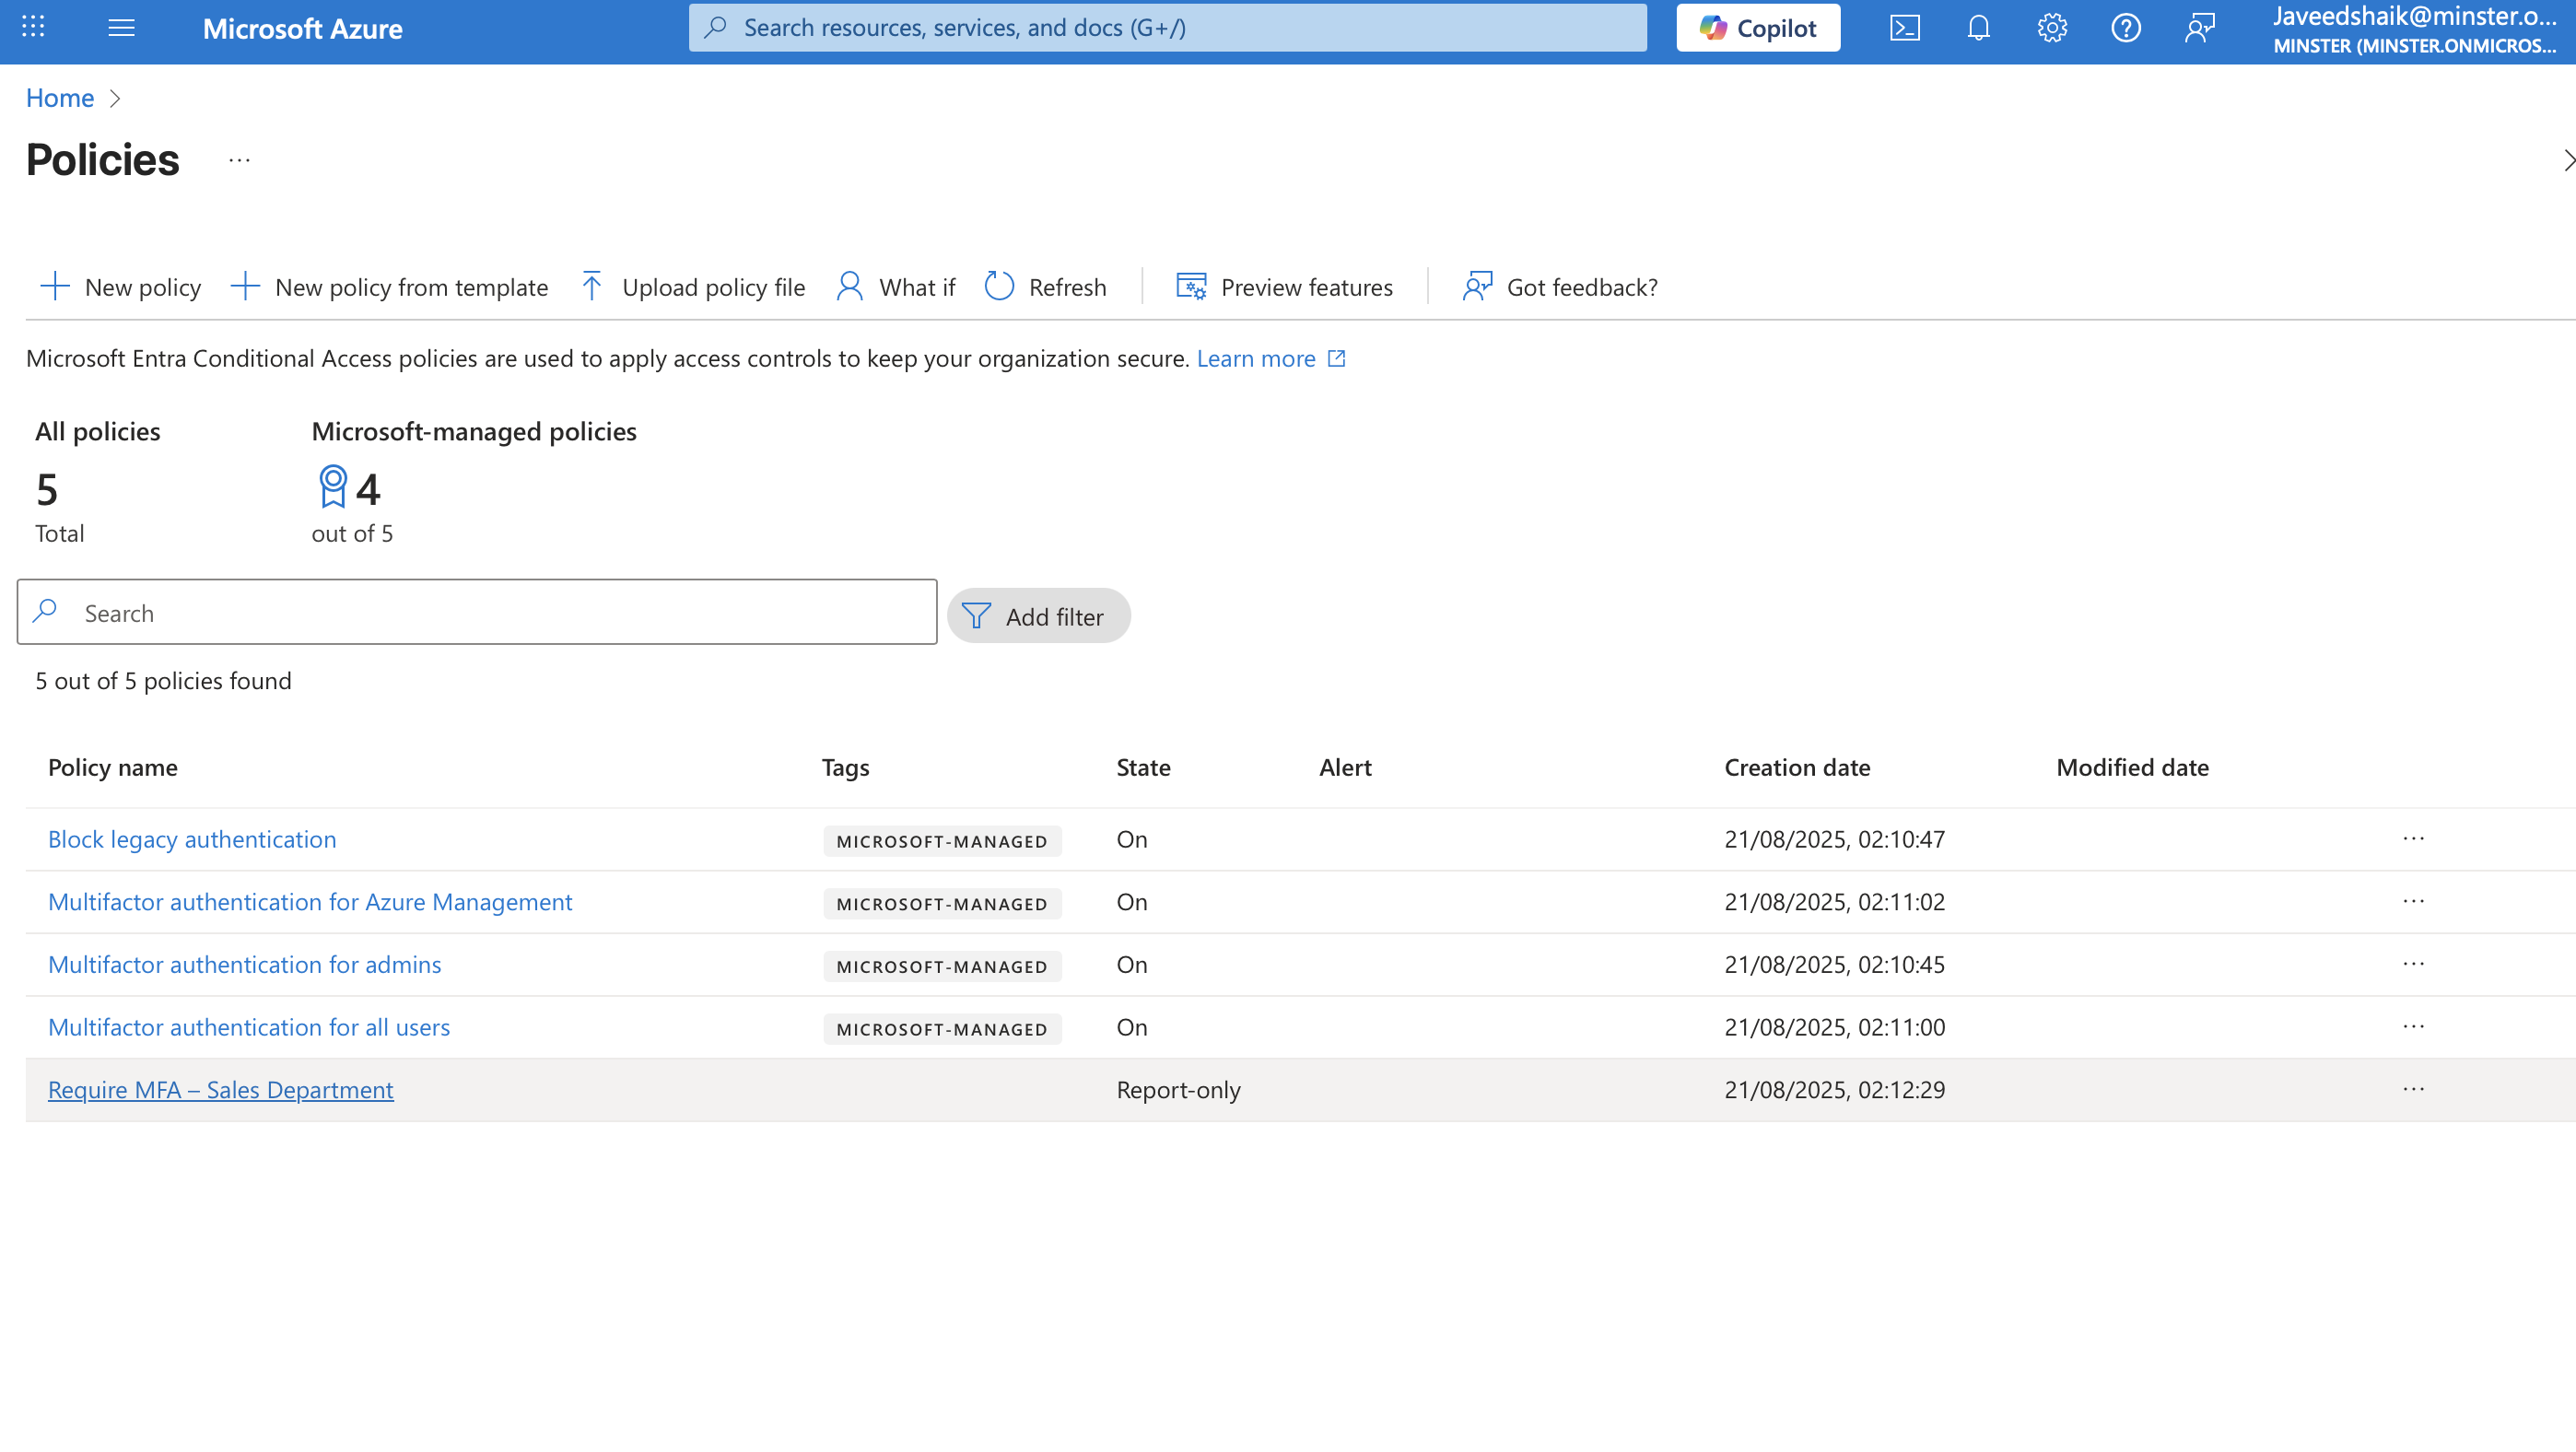 Microsoft Azure
Search resources, services, and docs (G+/)
Copilot
Javeedshaik@minster.o...
MINSTER (MINSTER.ONMICROS...
Home
Policies
...
New policy
New policy from template
Upload policy file
What if
Refresh
Preview features
Got feedback?
Microsoft Entra Conditional Access policies are used to apply access controls to keep your organization secure. Learn more
All policies
Microsoft-managed policies
5
4
Total
out of 5
Search
Add filter
5 out of 5 policies found
Policy name Tags State Alert Creation date Modified date
Block legacy authentication MICROSOFT-MANAGED On 21/08/2025, 02:10:47 ...
Multifactor authentication for Azure Management MICROSOFT-MANAGED On 21/08/2025, 02:11:02 ...
Multifactor authentication for admins MICROSOFT-MANAGED On 21/08/2025, 02:10:45 ...
Multifactor authentication for all users MICROSOFT-MANAGED On 21/08/2025, 02:11:00 ...
Require MFA – Sales Department Report-only 21/08/2025, 02:12:29 ...